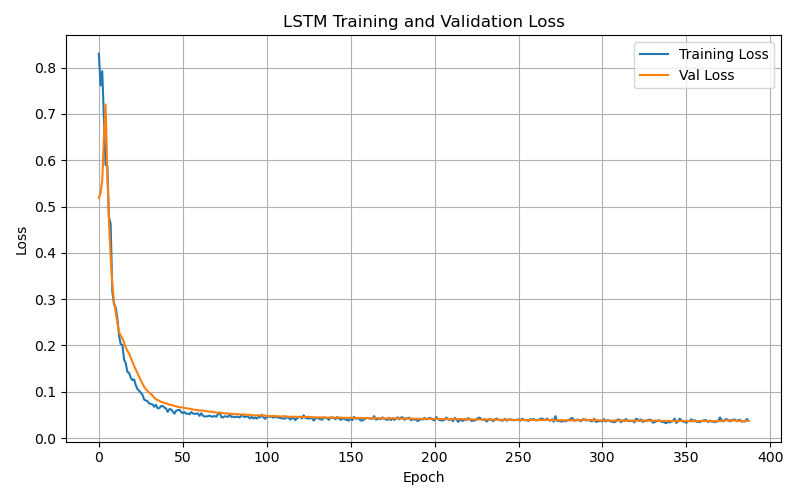 LSTM Training and Validation Loss
Training Loss
Val Loss
Loss
0.8
0.7
0.6
0.5
0.4
0.3
0.2
0.1
0.0
0 50 100 150 200 250 300 350 400
Epoch